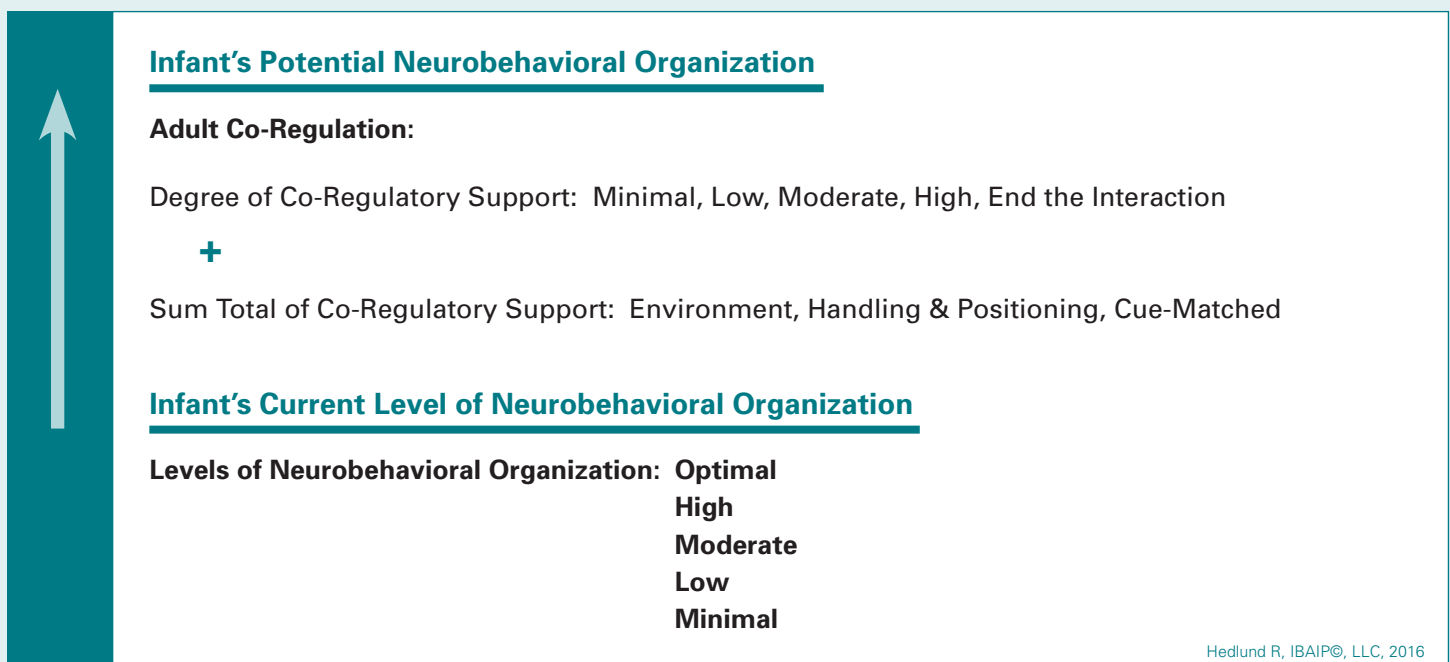 Infant’s Potential Neurobehavioral Organization
Adult Co-Regulation:
Degree of Co-Regulatory Support: Minimal, Low, Moderate, High, End the Interaction
+
Sum Total of Co-Regulatory Support: Environment, Handling & Positioning, Cue-Matched
Infant’s Current Level of Neurobehavioral Organization
Levels of Neurobehavioral Organization: Optimal
High
Moderate
Low
Minimal
Hedlund R, IBAIP©, LLC, 2016